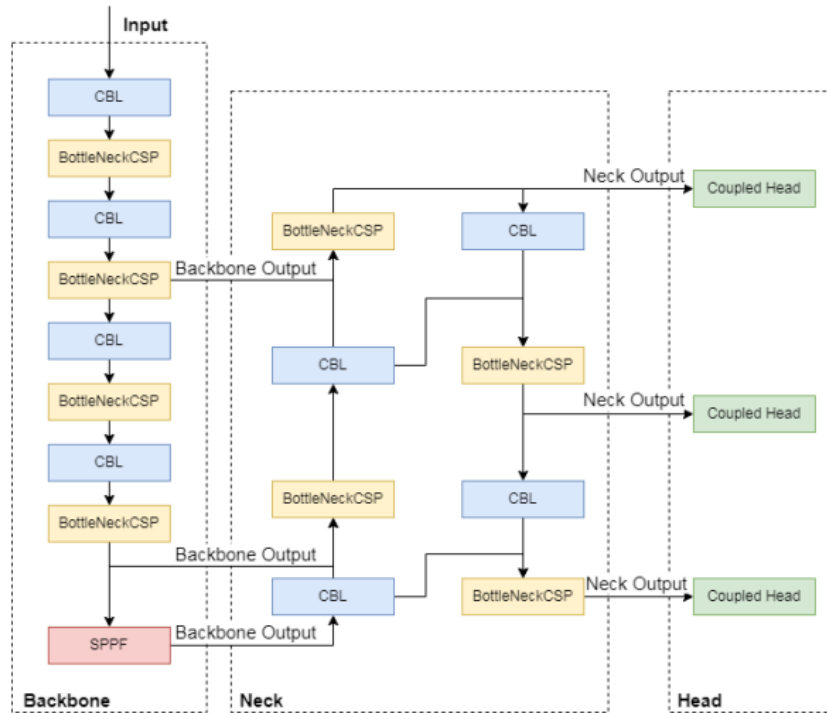 Input
CBL
BottleNeckCSP
CBL
BottleNeckCSP
CBL
BottleNeckCSP
CBL
BottleNeckCSP
SPPF
Backbone
Backbone Output
Backbone Output
Backbone Output
BottleNeckCSP
CBL
BottleNeckCSP
CBL
CBL
BottleNeckCSP
CBL
BottleNeckCSP
Neck
Neck Output
Neck Output
Neck Output
Coupled Head
Coupled Head
Coupled Head
Head